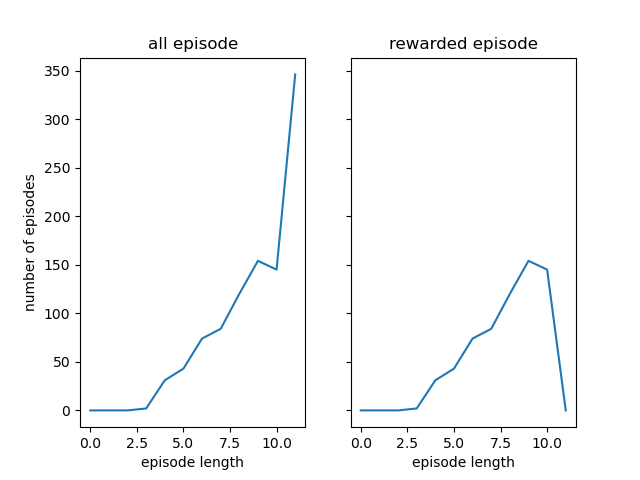 all episode
rewarded episode
number of episodes
350
300
250
200
150
100
50
0
0.0 2.5 5.0 7.5 10.0
episode length
0.0 2.5 5.0 7.5 10.0
episode length